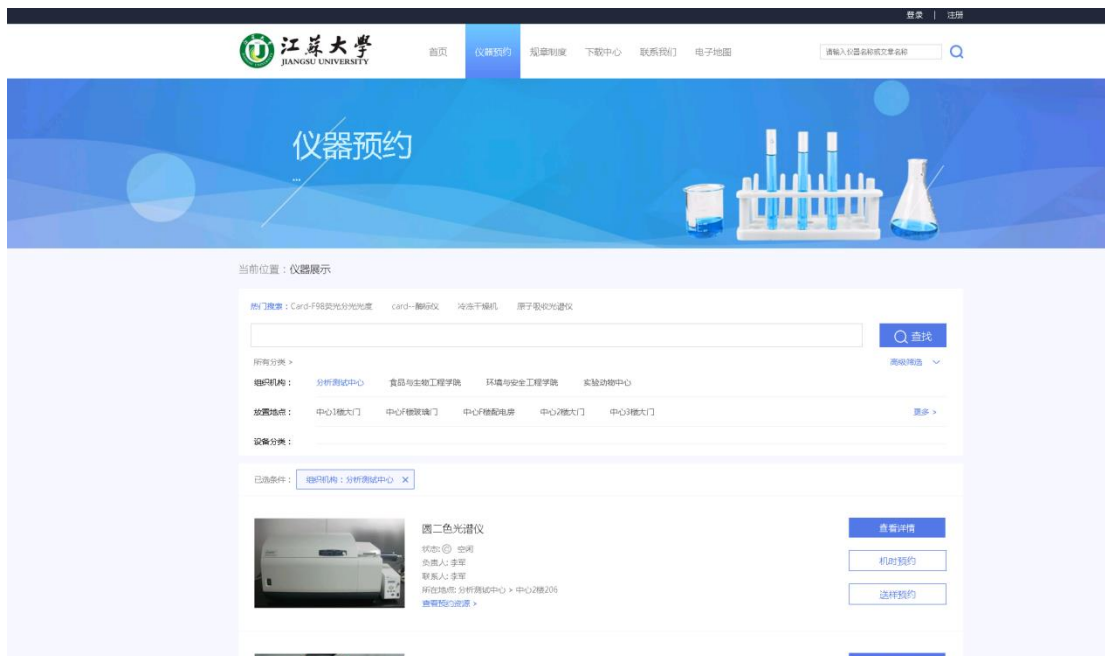 登录 | 注册
江苏大学
JIANGSU UNIVERSITY
首页 仪器预约 规章制度 下载中心 联系我们 电子地图 请输入仪器名称或文章名称
仪器预约
...
当前位置：仪器展示
热门搜索：Card-F98荧光分光光度 card--酶标仪 冷冻干燥机 原子吸收光谱仪
查找
所有分类 > 高级筛选
组织机构： 分析测试中心 食品与生物工程学院 环境与安全工程学院 实验动物中心
放置地点： 中心1楼大门 中心F楼玻璃门 中心F楼配电房 中心2楼大门 中心3楼大门 更多 >
设备分类：
已选条件： 组织机构：分析测试中心 ×
圆二色光谱仪
状态: 空闲
负责人: 李军
联系人: 李军
所在地点: 分析测试中心 > 中心2楼206
查看预约资源 >
查看详情
机时预约
送样预约